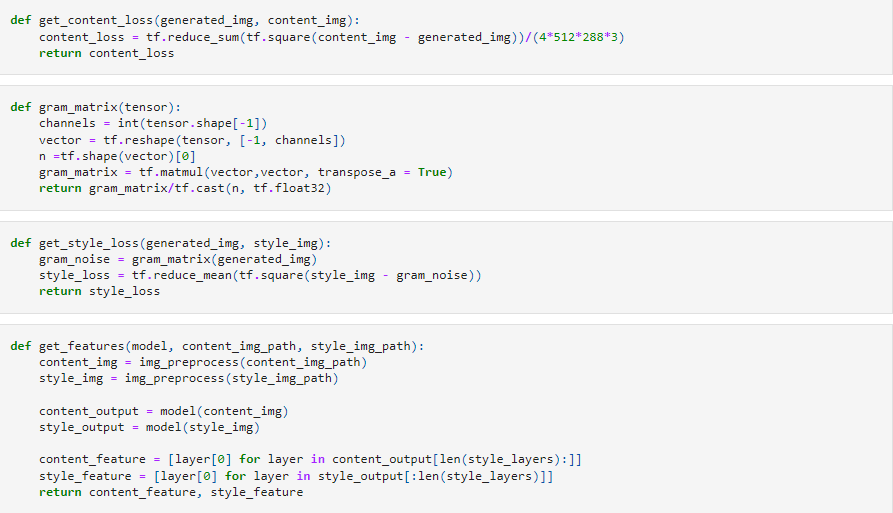 def get_content_loss(generated_img, content_img):
    content_loss = tf.reduce_sum(tf.square(content_img - generated_img))/(4*512*288*3)
    return content_loss
def gram_matrix(tensor):
    channels = int(tensor.shape[-1])
    vector = tf.reshape(tensor, [-1, channels])
    n =tf.shape(vector)[0]
    gram_matrix = tf.matmul(vector,vector, transpose_a = True)
    return gram_matrix/tf.cast(n, tf.float32)
def get_style_loss(generated_img, style_img):
    gram_noise = gram_matrix(generated_img)
    style_loss = tf.reduce_mean(tf.square(style_img - gram_noise))
    return style_loss
def get_features(model, content_img_path, style_img_path):
    content_img = img_preprocess(content_img_path)
    style_img = img_preprocess(style_img_path)
    content_output = model(content_img)
    style_output = model(style_img)
    content_feature = [layer[0] for layer in content_output[len(style_layers):]]
    style_feature = [layer[0] for layer in style_output[:len(style_layers)]]
    return content_feature, style_feature